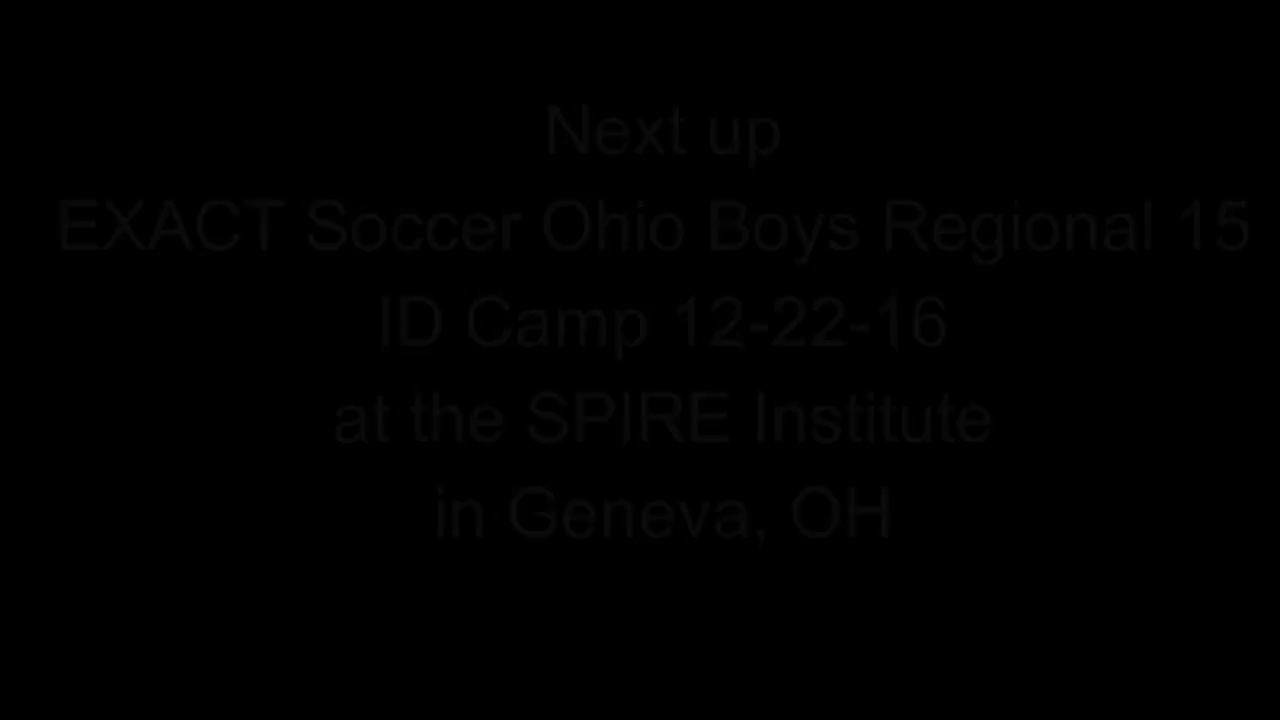 Next up
EXACT Soccer Ohio Boys Regional 15
ID Camp 12-22-16
at the SPIRE Institute
in Geneva, OH